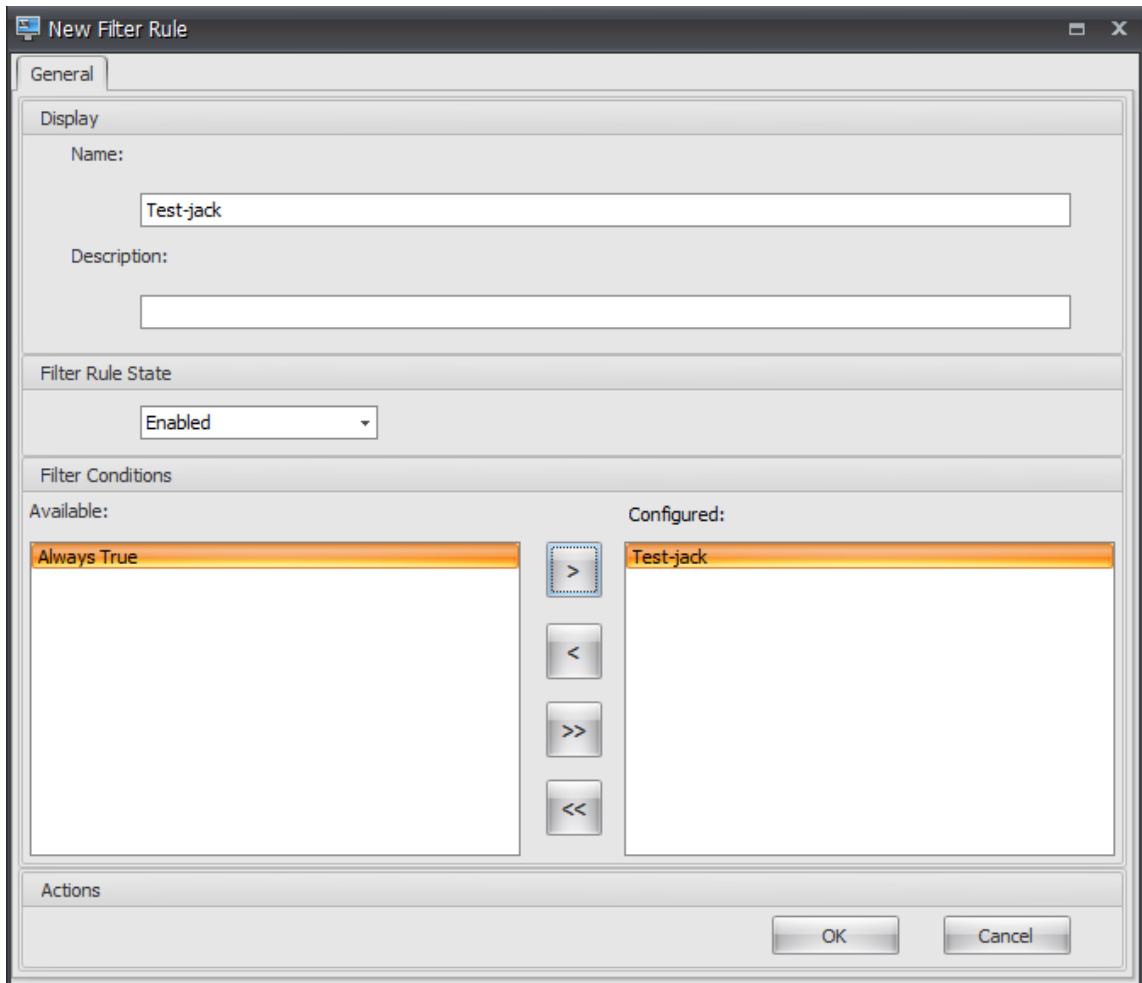 New Filter Rule
General
Display
Name:
Test-jack
Description:
Filter Rule State
Enabled
Filter Conditions
Available:
Configured:
Always True
>
Test-jack
<
>>
<<
Actions
OK
Cancel